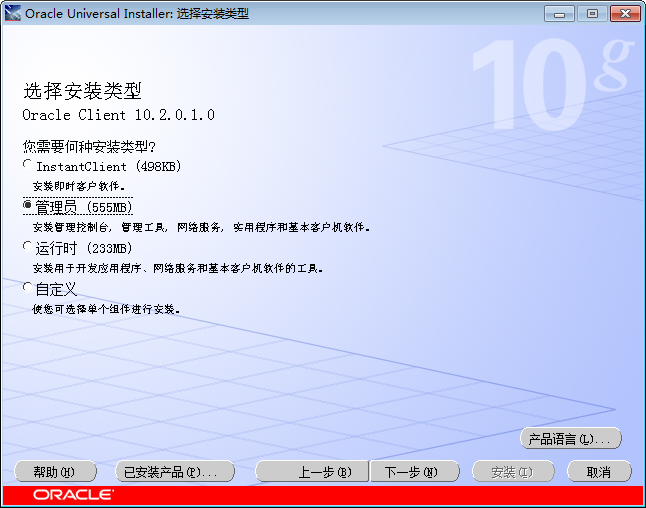 Oracle Universal Installer: 选择安装类型
10g
选择安装类型
Oracle Client 10.2.0.1.0
您需要何种安装类型?
InstantClient (498KB)
安装即时客户软件。
管理员 (555MB)
安装管理控制台, 管理工具, 网络服务, 实用程序和基本客户机软件。
运行时 (233MB)
安装用于开发应用程序、网络服务和基本客户机软件的工具。
自定义
使您可选择单个组件进行安装。
产品语言(L)...
帮助(H) 已安装产品(P)... 上一步(B) 下一步(N) 安装(I) 取消
ORACLE